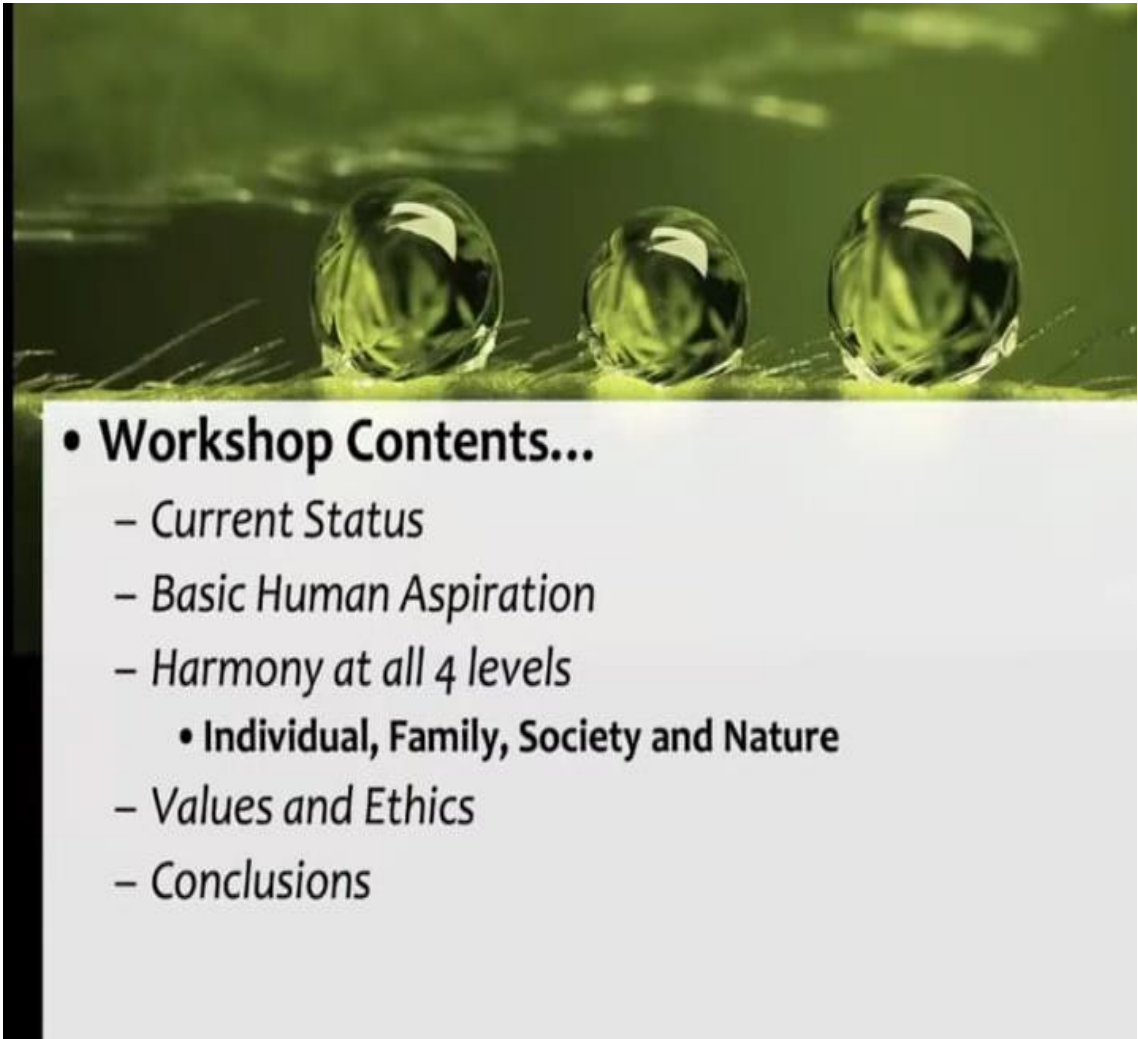 • Workshop Contents...
– Current Status
– Basic Human Aspiration
– Harmony at all 4 levels
• Individual, Family, Society and Nature
– Values and Ethics
– Conclusions